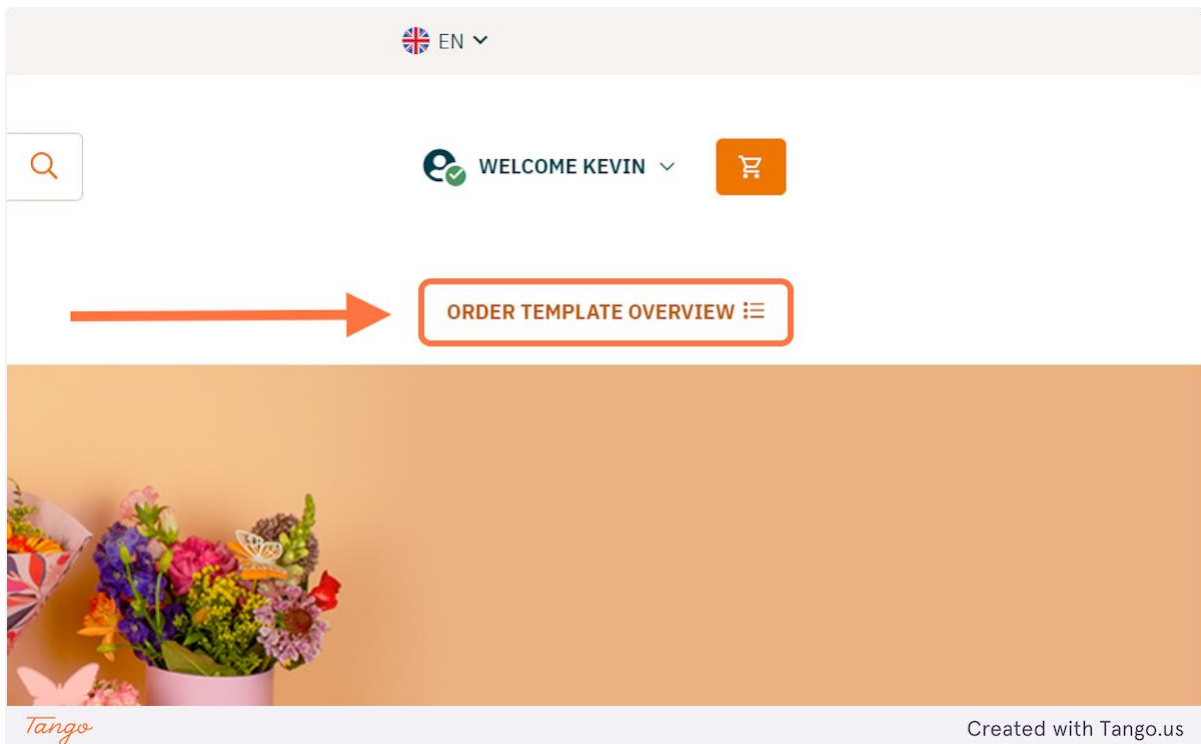 EN
WELCOME KEVIN
ORDER TEMPLATE OVERVIEW
Tango
Created with Tango.us